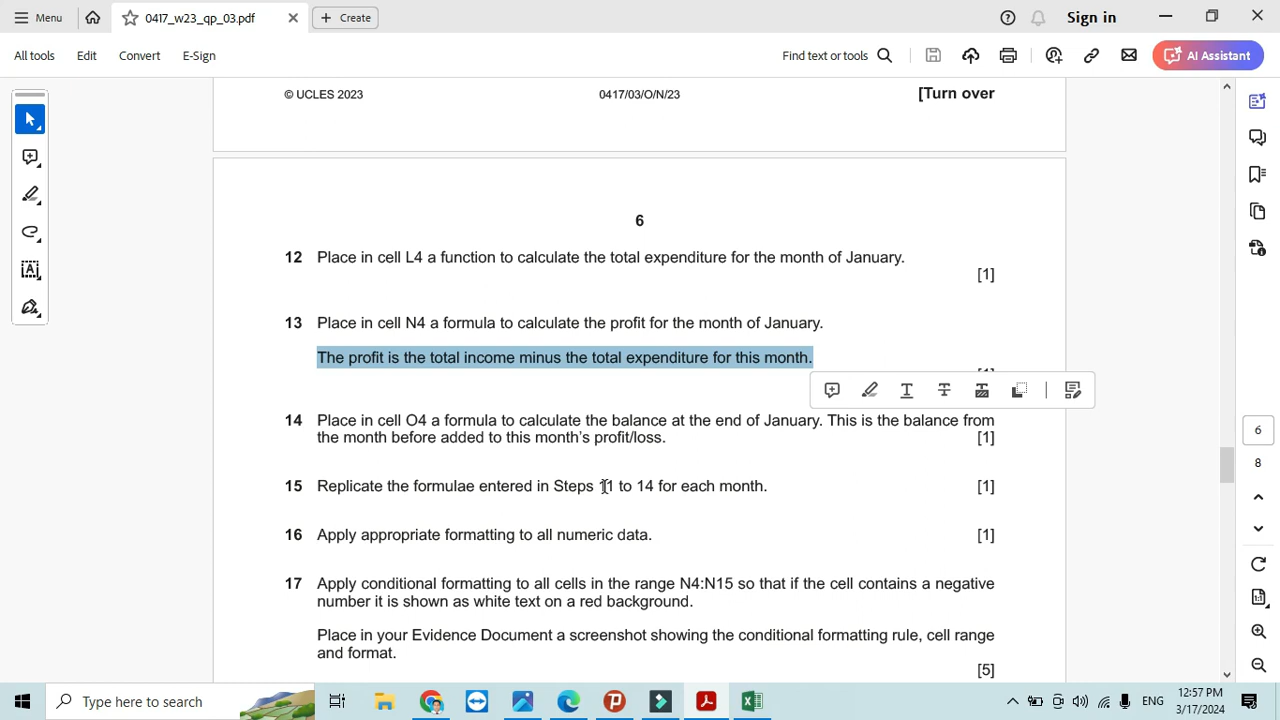 Menu
0417_w23_qp_03.pdf
Create
Sign in
All tools
Edit
Convert
E-Sign
Find text or tools
AI Assistant
© UCLES 2023
0417/03/O/N/23
[Turn over
6
12 Place in cell L4 a function to calculate the total expenditure for the month of January.
[1]
13 Place in cell N4 a formula to calculate the profit for the month of January.
The profit is the total income minus the total expenditure for this month.
14 Place in cell O4 a formula to calculate the balance at the end of January. This is the balance from
the month before added to this month's profit/loss. [1]
15 Replicate the formulae entered in Steps 11 to 14 for each month. [1]
16 Apply appropriate formatting to all numeric data. [1]
17 Apply conditional formatting to all cells in the range N4:N15 so that if the cell contains a negative
number it is shown as white text on a red background.
Place in your Evidence Document a screenshot showing the conditional formatting rule, cell range
and format.
[5]
6
8
Type here to search
ENG
12:57 PM
3/17/2024